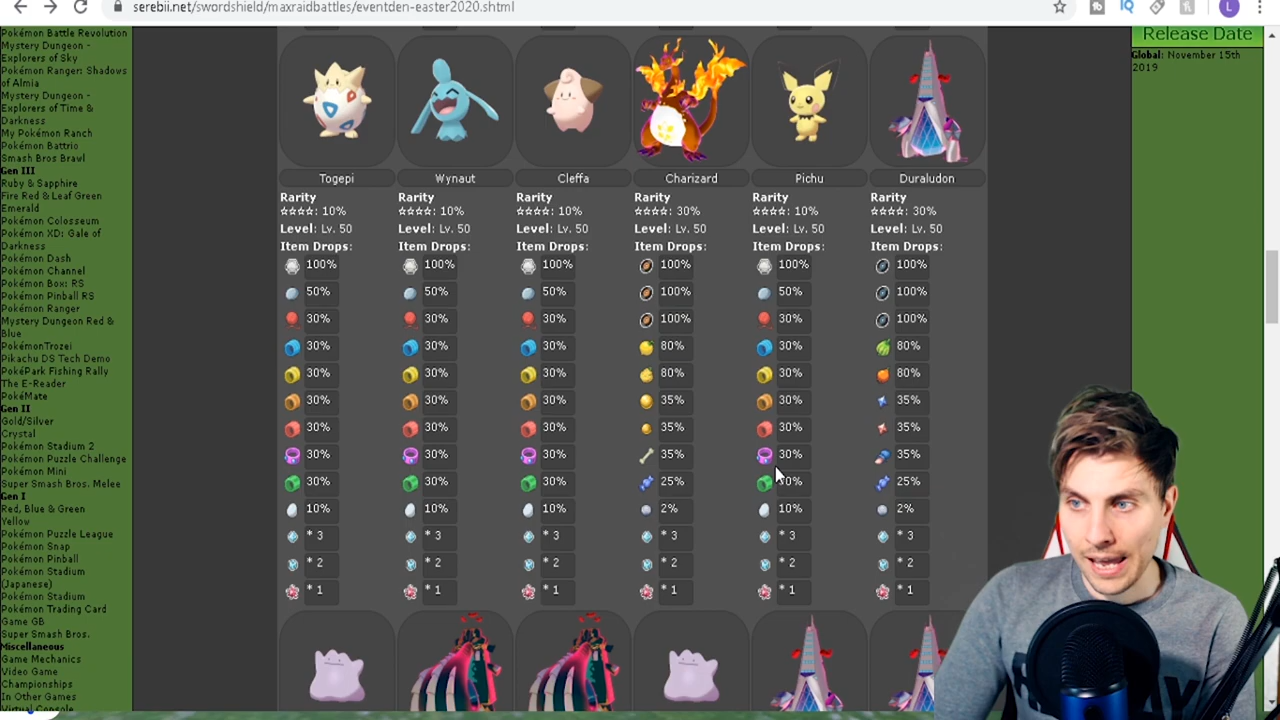 serebii.net/swordshield/maxraidbattles/eventden-easter2020.shtml
L
Pokémon Battle Revolution
Mystery Dungeon -
Explorers of Sky
Pokémon Ranger: Shadows
of Almia
Mystery Dungeon -
Explorers of Time &
Darkness
My Pokémon Ranch
Pokémon Battrio
Smash Bros Brawl
Gen III
Ruby & Sapphire
Fire Red & Leaf Green
Emerald
Pokémon Colosseum
Pokémon XD: Gale of
Darkness
Pokémon Dash
Pokémon Channel
Pokémon Box: RS
Pokémon Pinball RS
Pokémon Ranger
Mystery Dungeon Red &
Blue
PokémonTrozei
Pikachu DS Tech Demo
PokéPark Fishing Rally
The E-Reader
PokéMate
Gen II
Gold/Silver
Crystal
Pokémon Stadium 2
Pokémon Puzzle Challenge
Pokémon Mini
Super Smash Bros. Melee
Gen I
Red, Blue & Green
Yellow
Pokémon Puzzle League
Pokémon Snap
Pokémon Pinball
Pokémon Stadium
(Japanese)
Pokémon Stadium
Pokémon Trading Card
Game GB
Super Smash Bros.
Miscellaneous
Game Mechanics
Video Game
Championships
In Other Games
Virtual Console
Togepi Wynaut Cleffa Charizard Pichu Duraludon
Rarity Rarity Rarity Rarity Rarity Rarity
☆☆☆☆: 10% ☆☆☆☆: 10% ☆☆☆☆: 10% ☆☆☆☆: 30% ☆☆☆☆: 10% ☆☆☆☆: 30%
Level: Lv. 50 Level: Lv. 50 Level: Lv. 50 Level: Lv. 50 Level: Lv. 50 Level: Lv. 50
Item Drops: Item Drops: Item Drops: Item Drops: Item Drops: Item Drops:
100% 100% 100% 100% 100% 100%
50% 50% 50% 100% 50% 100%
30% 30% 30% 100% 30% 100%
30% 30% 30% 80% 30% 80%
30% 30% 30% 80% 30% 80%
30% 30% 30% 35% 30% 35%
30% 30% 30% 35% 30% 35%
30% 30% 30% 35% 30% 35%
30% 30% 30% 25% 25%
10% 10% 10% 2% 10% 2%
* 3 * 3 * 3 * 3 * 3 * 3
* 2 * 2 * 2 * 2 * 2 * 2
* 1 * 1 * 1 * 1 * 1 * 1
Release Date
Global: November 15th
2019